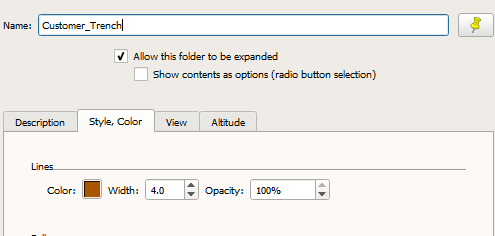 Name: Customer_Trench
Allow this folder to be expanded
Show contents as options (radio button selection)
Description Style, Color View Altitude
Lines
Color: Width: 4.0 Opacity: 100%